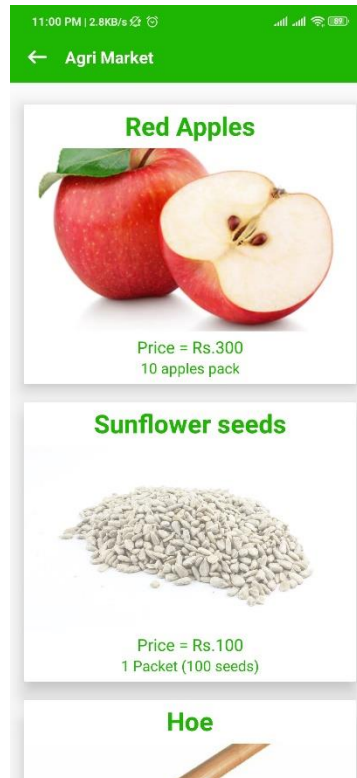 11:00 PM | 2.8KB/s
89
Agri Market
Red Apples
Price = Rs.300
10 apples pack
Sunflower seeds
Price = Rs.100
1 Packet (100 seeds)
Hoe